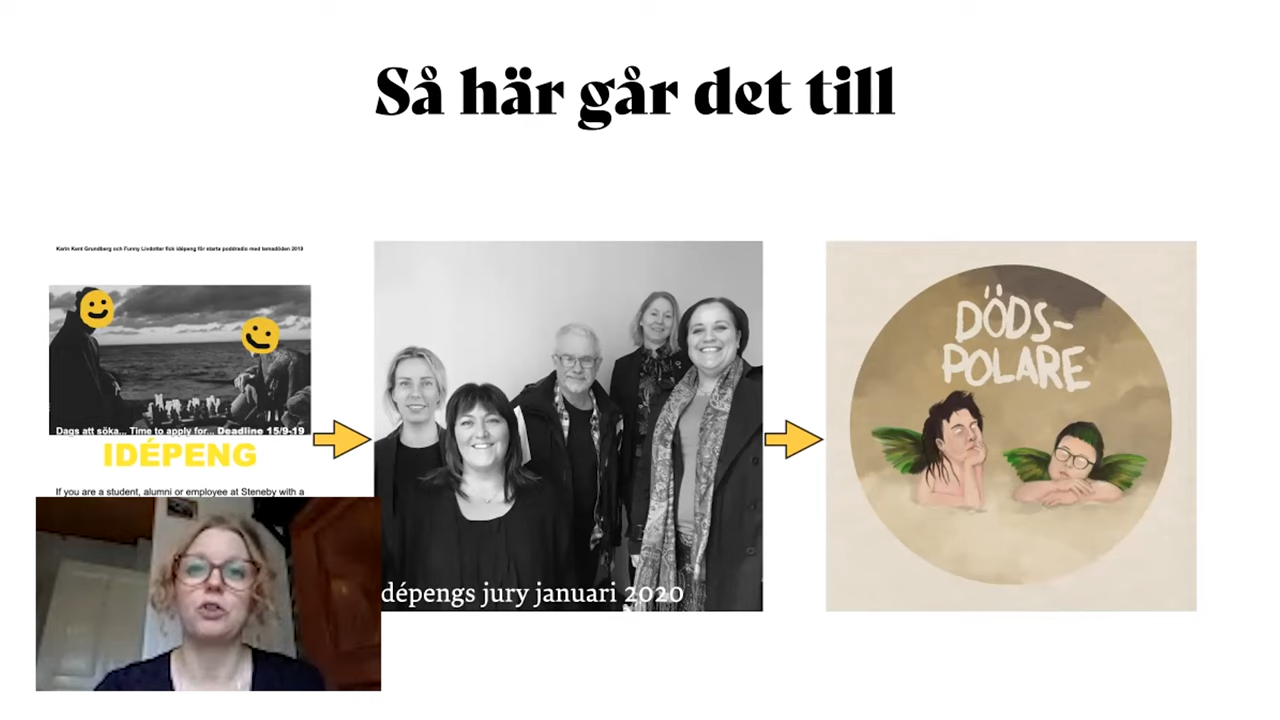 Så här går det till
Karin Kent Grundberg och Funny Livdotter fick idépeng för starta poddradio med temadöden 2019
Dags att söka... Time to apply for... Deadline 15/9-19
IDÉPENG
If you are a student, alumni or employee at Steneby with a
dépengs jury januari 2020
DÖDS-
POLARE